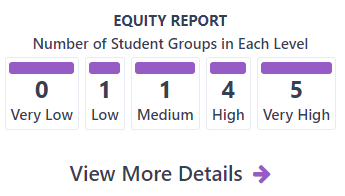 EQUITY REPORT
Number of Student Groups in Each Level
0 1 1 4 5
Very Low Low Medium High Very High
View More Details